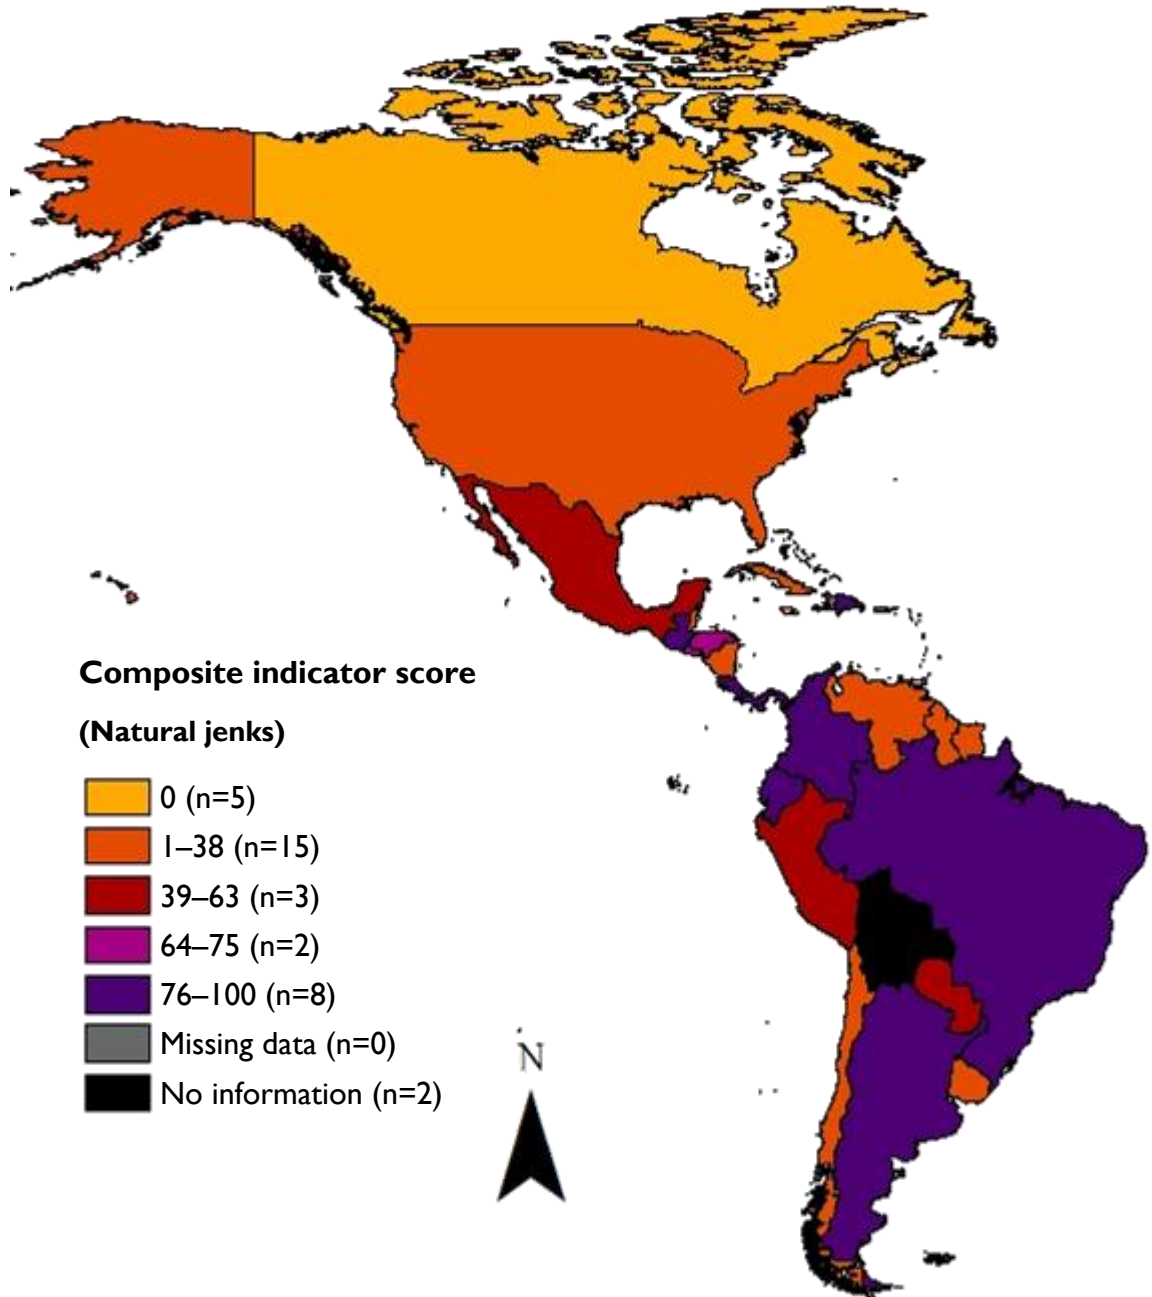 Composite indicator score
(Natural jenks)
0 (n=5)
1–38 (n=15)
39–63 (n=3)
64–75 (n=2)
76–100 (n=8)
Missing data (n=0)
No information (n=2)
N